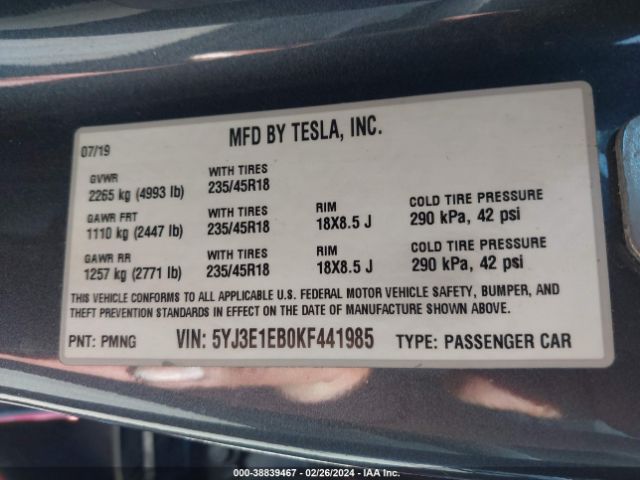 MFD BY TESLA, INC.
07/19
GVWR
2265 kg (4993 lb)
WITH TIRES
235/45R18
GAWR FRT
1110 kg (2447 lb)
WITH TIRES
235/45R18
RIM
18X8.5 J
COLD TIRE PRESSURE
290 kPa, 42 psi
GAWR RR
1257 kg (2771 lb)
WITH TIRES
235/45R18
RIM
18X8.5 J
COLD TIRE PRESSURE
290 kPa, 42 psi
THIS VEHICLE CONFORMS TO ALL APPLICABLE U.S. FEDERAL MOTOR VEHICLE SAFETY, BUMPER, AND
THEFT PREVENTION STANDARDS IN EFFECT ON THE DATE OF MANUFACTURE SHOWN ABOVE.
PNT: PMNG VIN: 5YJ3E1EB0KF441985 TYPE: PASSENGER CAR
000-38839467 - 02/26/2024 - IAA Inc.